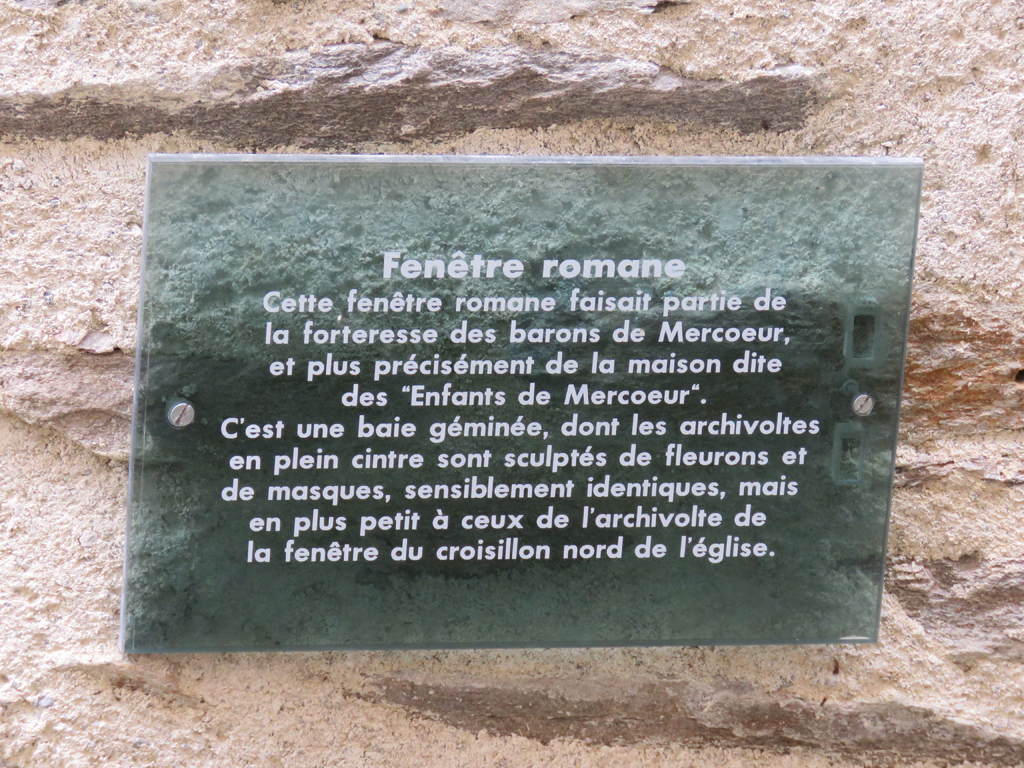 Fenêtre romane
Cette fenêtre romane faisait partie de
la forteresse des barons de Mercoeur,
et plus précisément de la maison dite
des “Enfants de Mercoeur“.
C'est une baie géminée, dont les archivoltes
en plein cintre sont sculptés de fleurons et
de masques, sensiblement identiques, mais
en plus petit à ceux de l'archivolte de
la fenêtre du croisillon nord de l'église.